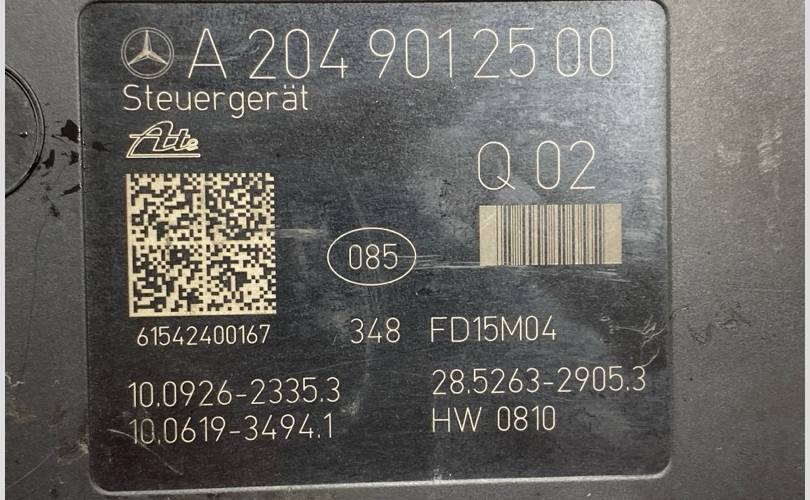 A 204 901 25 00
Steuergerät
Ate
Q 02
085
61542400167
348 FD15M04
10.0926-2335.3
28.5263-2905.3
10.0619-3494.1
HW 0810